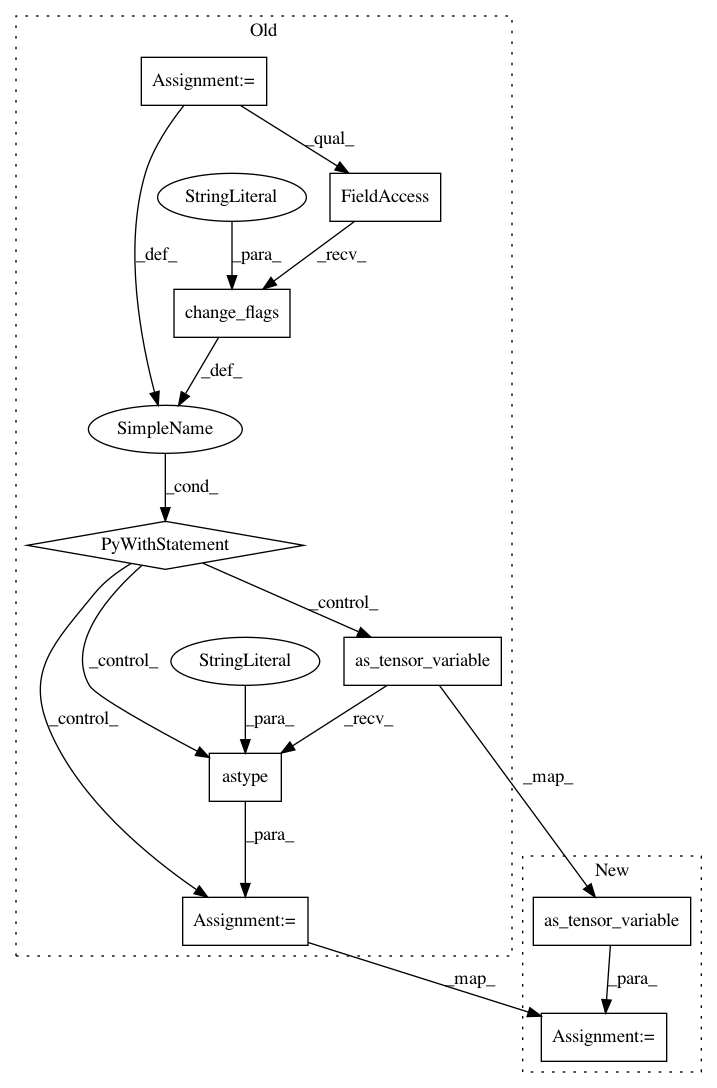 Old
Assignment:=
_qual_
StringLiteral
FieldAccess
_def_
_para_
_recv_
change_flags
_def_
SimpleName
_cond_
PyWithStatement
_control_
_control_
StringLiteral
as_tensor_variable
_control_
_para_
_recv_
astype
_map_
_para_
New
Assignment:=
as_tensor_variable
_map_
_para_
Assignment:=